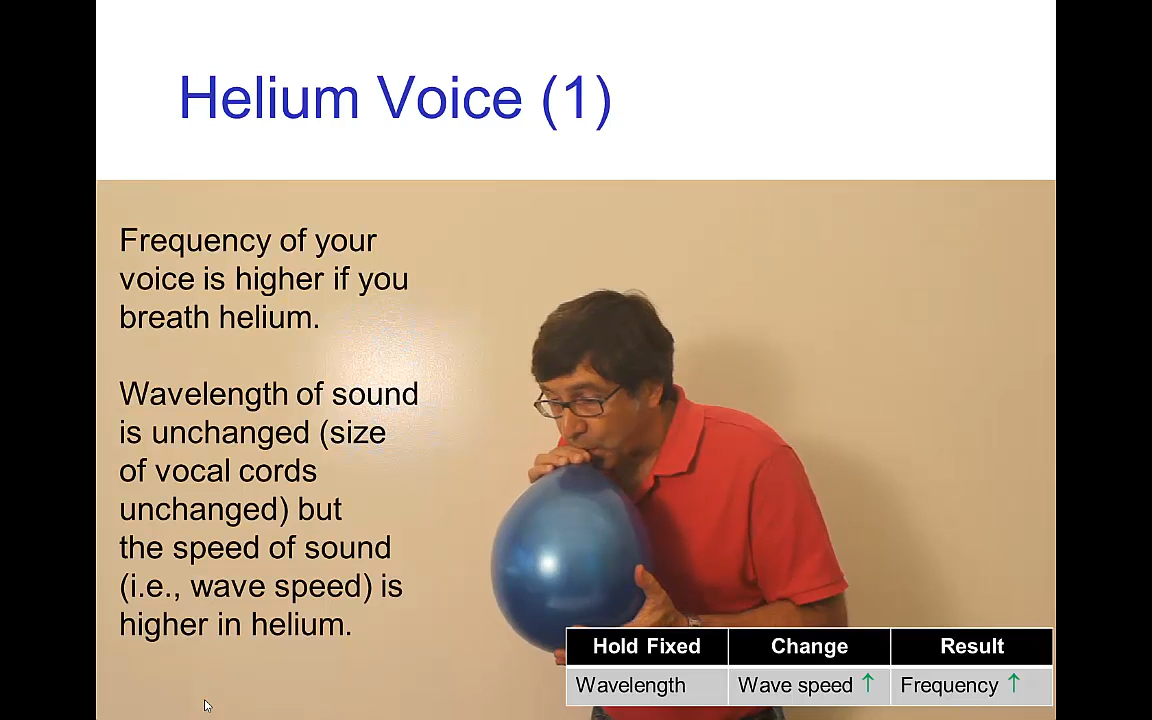 Helium Voice (1)
Frequency of your
voice is higher if you
breath helium.
Wavelength of sound
is unchanged (size
of vocal cords
unchanged) but
the speed of sound
(i.e., wave speed) is
higher in helium.
Hold Fixed Change Result
Wavelength Wave speed ↑ Frequency ↑